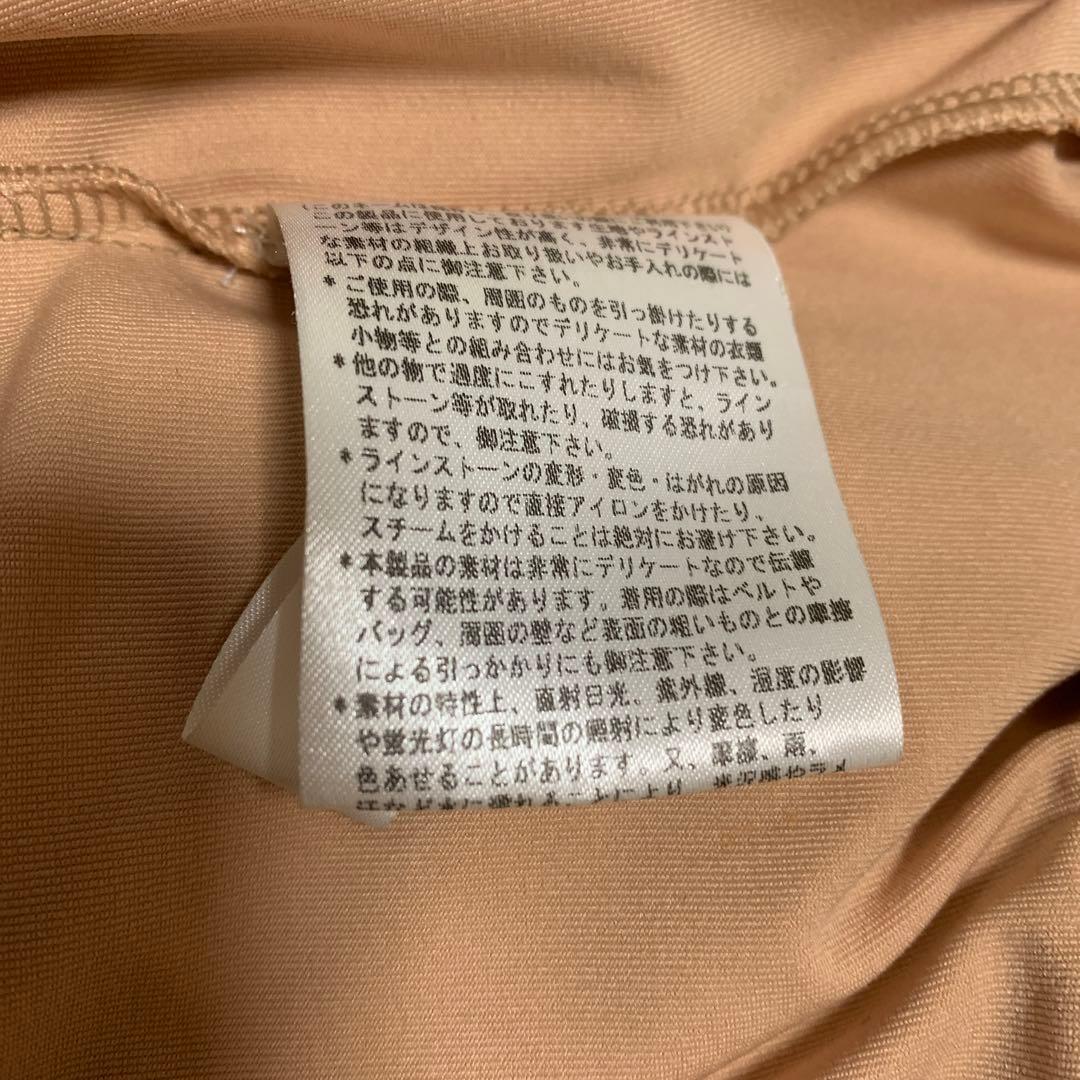 この製品に使用しております生地やラインスト
ーン等はデザイン性が高く、非常にデリケート
な素材の組織上お取り扱いやお手入れの際には
以下の点に御注意下さい。
*ご使用の際、周囲のものを引っ掛けたりする
恐れがありますのでデリケートな素材の衣類
小物等との組み合わせにはお気をつけ下さい。
*他の物で過度にこすれたりしますと、ライン
ストーン等が取れたり、破損する恐れがあり
ますので、御注意下さい。
*ラインストーンの変形・変色・はがれの原因
になりますので直接アイロンをかけたり、
スチームをかけることは絶対にお避け下さい。
*本製品の素材は非常にデリケートなので伝線
する可能性があります。着用の際はベルトや
バッグ、周囲の壁など表面の粗いものとの摩擦
による引っかかりにも御注意下さい。
*素材の特性上、直射日光、紫外線、湿度の影響
や蛍光灯の長時間の照射により変色したり
色あせることがあります。又、摩擦、雨、